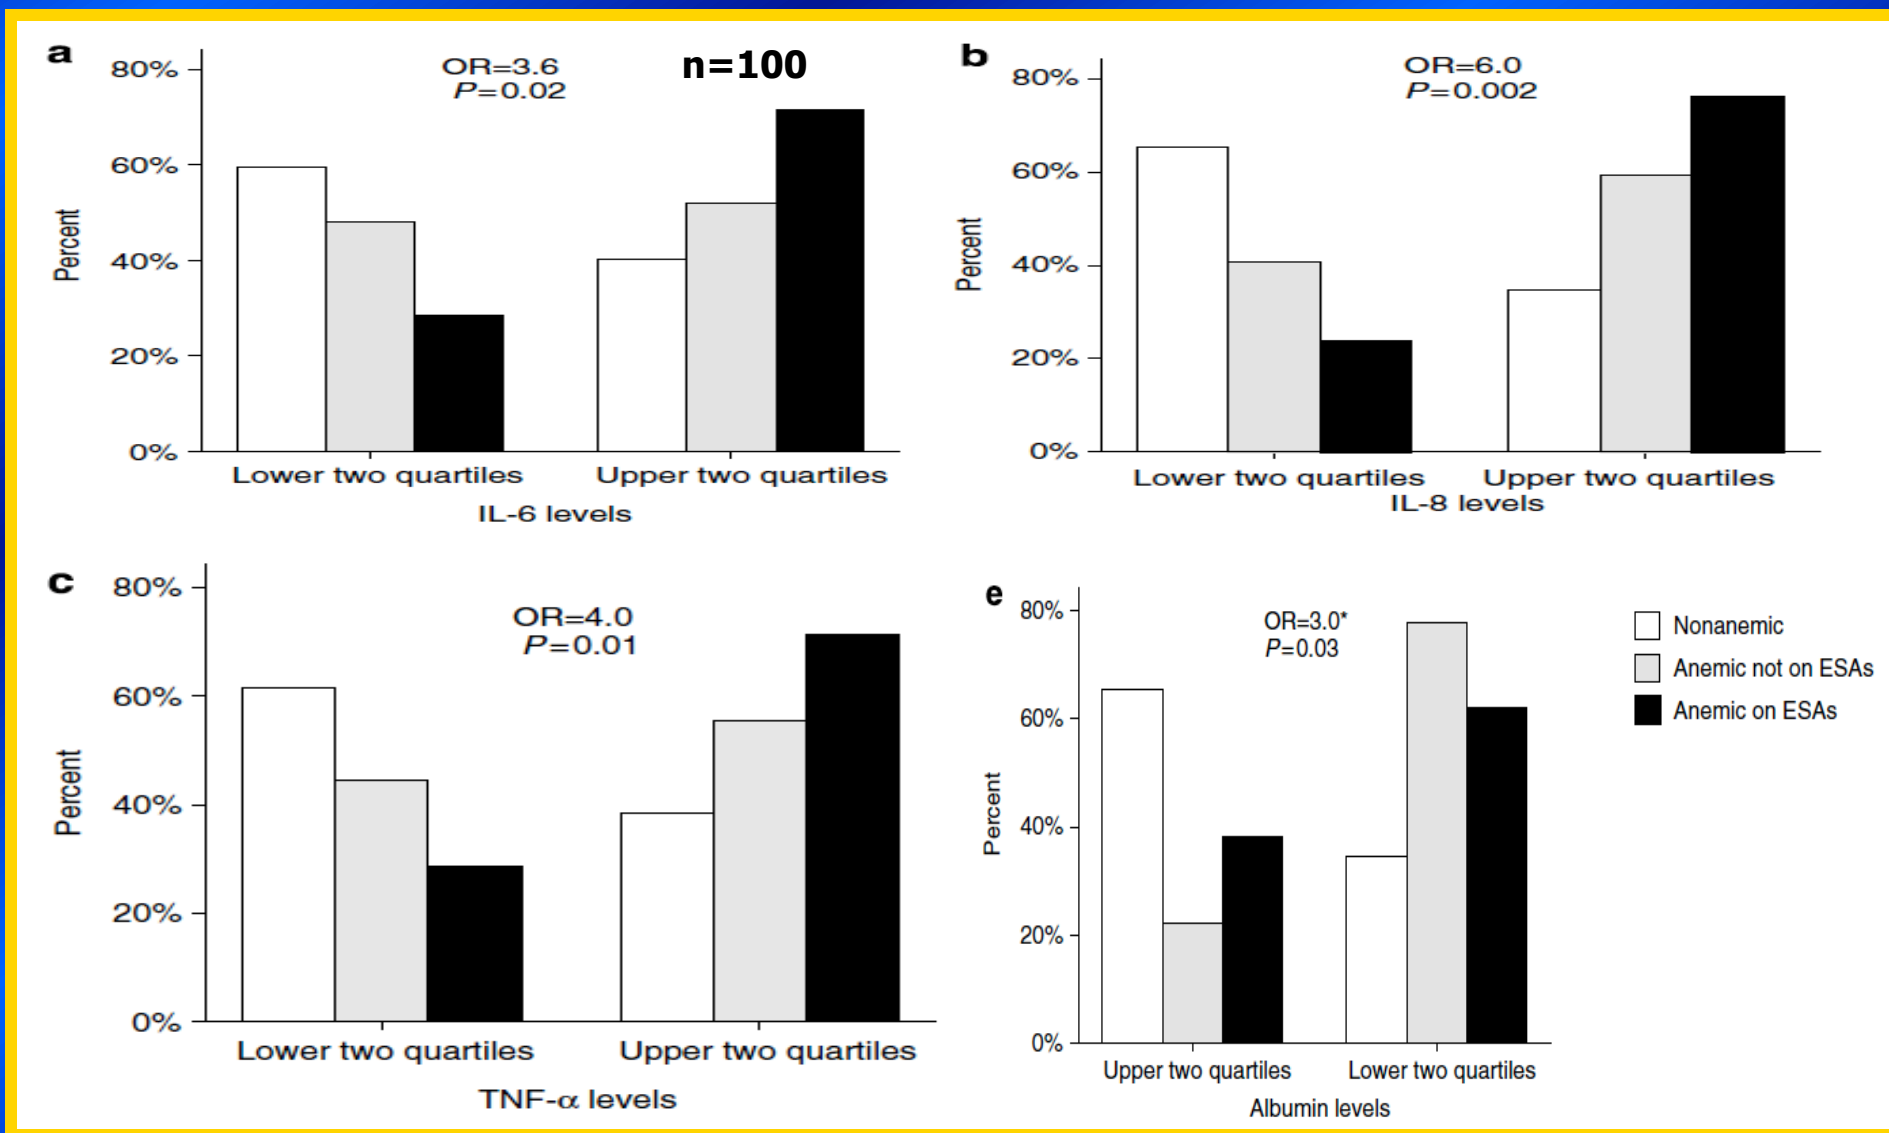 a
n=100
OR=3.6
P=0.02
80%
60%
40%
20%
0%
Percent
Lower two quartiles
Upper two quartiles
IL-6 levels
b
OR=6.0
P=0.002
80%
60%
40%
20%
0%
Percent
Lower two quartiles
Upper two quartiles
IL-8 levels
c
OR=4.0
P=0.01
80%
60%
40%
20%
0%
Percent
Lower two quartiles
Upper two quartiles
TNF-α levels
e
OR=3.0*
P=0.03
80%
60%
40%
20%
0%
Percent
Upper two quartiles
Lower two quartiles
Albumin levels
Nonanemic
Anemic not on ESAs
Anemic on ESAs